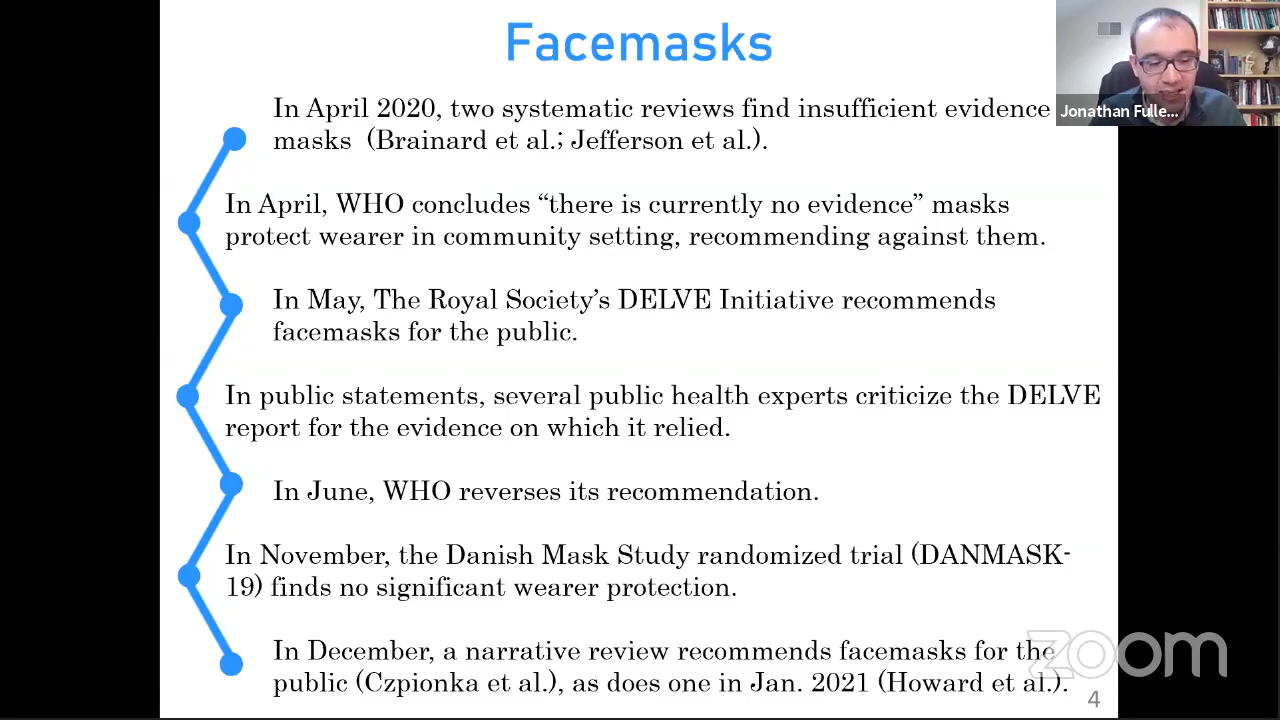 Facemasks
In April 2020, two systematic reviews find insufficient evidence
masks (Brainard et al.; Jefferson et al.).
Jonathan Fulle...
In April, WHO concludes “there is currently no evidence” masks
protect wearer in community setting, recommending against them.
In May, The Royal Society’s DELVE Initiative recommends
facemasks for the public.
In public statements, several public health experts criticize the DELVE
report for the evidence on which it relied.
In June, WHO reverses its recommendation.
In November, the Danish Mask Study randomized trial (DANMASK-
19) finds no significant wearer protection.
In December, a narrative review recommends facemasks for the
public (Czpionka et al.), as does one in Jan. 2021 (Howard et al.).
zoom
4